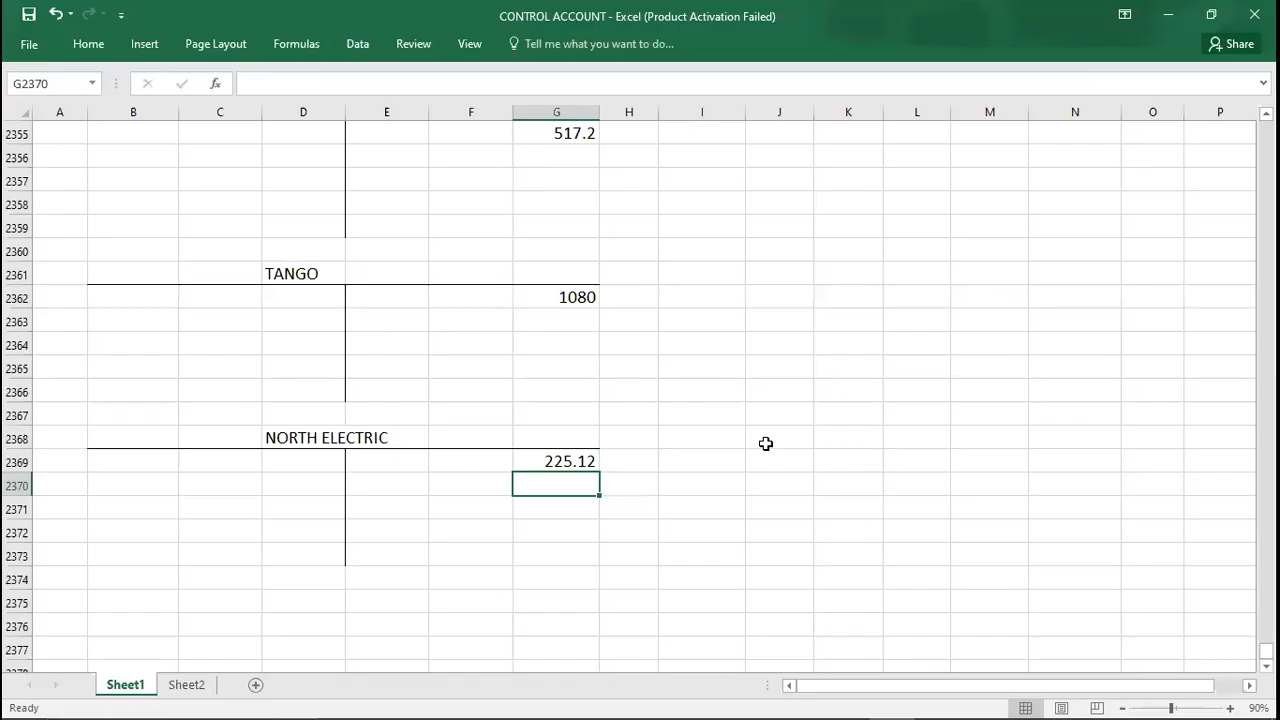 CONTROL ACCOUNT - Excel (Product Activation Failed)
File Home Insert Page Layout Formulas Data Review View Tell me what you want to do... Share
G2370 fx
A B C D E F G H I J K L M N O P
2355 517.2
2356
2357
2358
2359
2360
2361 TANGO
2362 1080
2363
2364
2365
2366
2367
2368 NORTH ELECTRIC
2369 225.12
2370
2371
2372
2373
2374
2375
2376
2377
Sheet1 Sheet2
Ready 90%